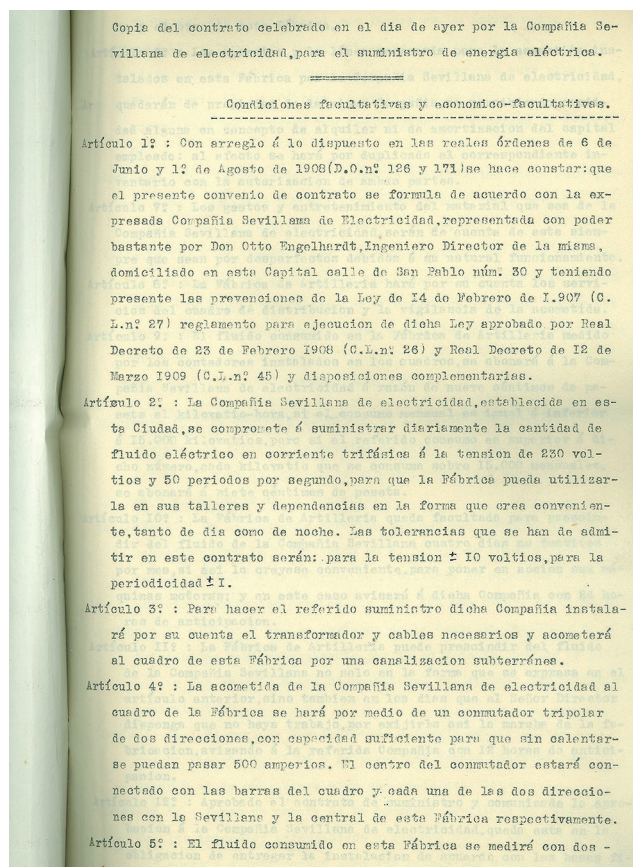 Copia del contrato celebrado en el dia de ayer por la Compañia Se-
villana de electricidad,para el suministro de energia eléctrica.
Condiciones facultativas y economico-facultativas.
Artículo 1º : Con arreglo á lo dispuesto en las reales órdenes de 6 de
Junio y 1º de Agosto de 1908(D.O.nº 126 y 171)se hace constar:que
el presente convenio de contrato se formula de acuerdo con la ex-
presada Compañia Sevillana de Electricidad,representada con poder
bastante por Don Otto Engelhardt,Ingeniero Director de la misma,
domiciliado en esta Capital calle de San Pablo núm. 30 y teniendo
presente las prevenciones de la Ley de I4 de Febrero de I.907 (C.
L.nº 27) reglamento para ejecucion de dicha Ley aprobado por Real
Decreto de 23 de Febrero 1908 (C.L.nº 26) y Real Decreto de I2 de
Marzo 1909 (C.L.nº 45) y disposiciones complementarias.
Artículo 2º : La Compañia Sevillana de electricidad,establecida en es-
ta Ciudad,se compromete á suministrar diariamente la cantidad de
fluido eléctrico en corriente trifásica á la tension de 230 vol-
tios y 50 periodos por segundo,para que la Fábrica pueda utilizar-
la en sus talleres y dependencias en la forma que crea convenien-
te,tanto de dia como de noche. Las tolerancias que se han de admi-
tir en este contrato serán: para la tension ± IO voltios,para la
periodicidad ± I.
Artículo 3º : Para hacer el referido suministro dicha Compañia instala-
rá por su cuenta el transformador y cables necesarios y acometerá
al cuadro de esta Fábrica por una canalizacion subterránea.
Artículo 4º : La acometida de la Compañia Sevillana de electricidad al
cuadro de la Fábrica se hará por medio de un conmutador tripolar
de dos direcciones,con capacidad suficiente para que sin calentar-
se puedan pasar 500 amperios. El centro del conmutador estará con-
nectado con las barras del cuadro y cada una de las dos direccio-
nes con la Sevillana y la central de esta Fábrica respectivamente.
Artículo 5º : El fluido consumido en esta Fábrica se medirá con dos -